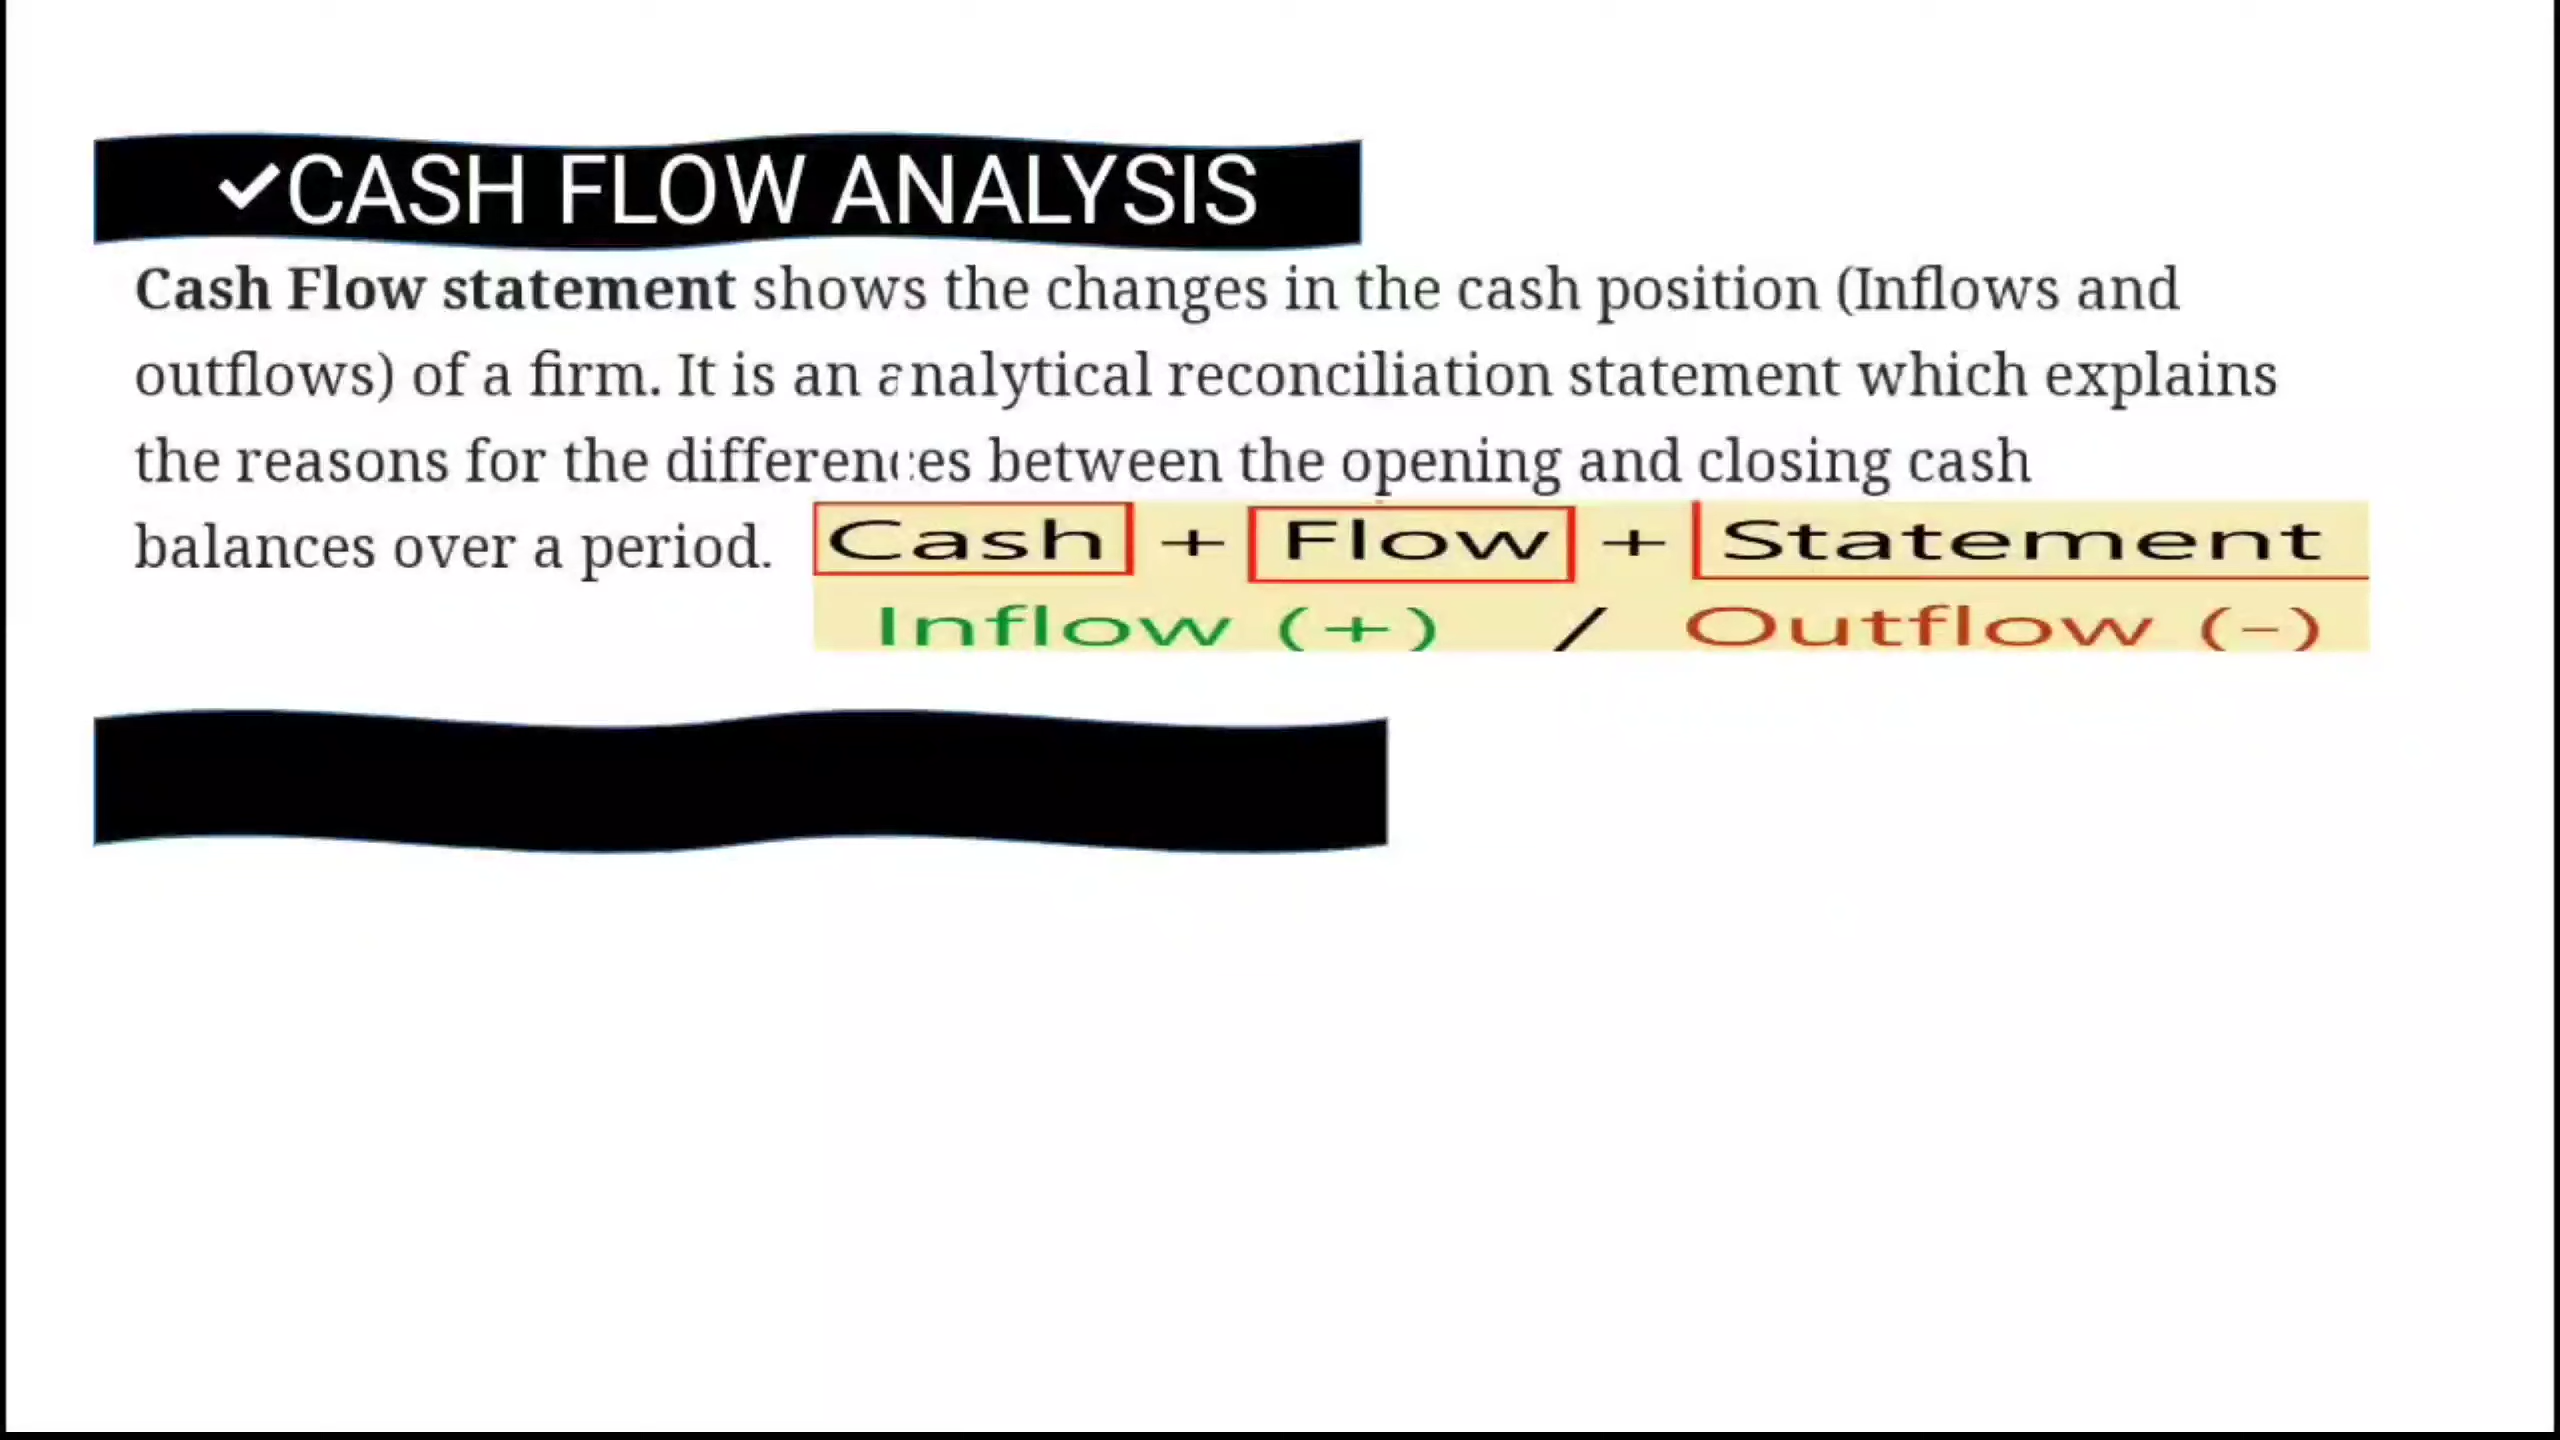 ✓CASH FLOW ANALYSIS
Cash Flow statement shows the changes in the cash position (Inflows and
outflows) of a firm. It is an analytical reconciliation statement which explains
the reasons for the differences between the opening and closing cash
balances over a period.
Cash + Flow + Statement
Inflow (+) / Outflow (-)